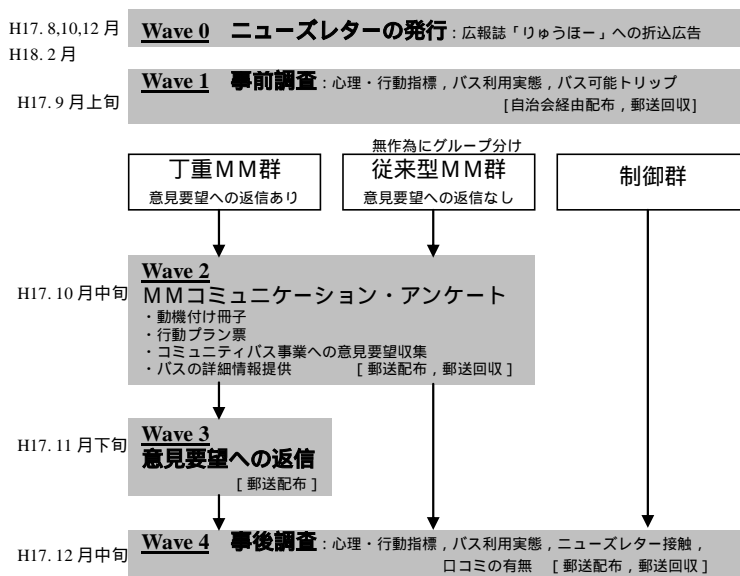 H17. 8,10,12 月
H18. 2 月
Wave 0 ニューズレターの発行：広報誌「りゅうほー」への折込広告
H17. 9 月上旬
Wave 1 事前調査：心理・行動指標，バス利用実態，バス可能トリップ
[自治会経由配布，郵送回収]
無作為にグループ分け
丁重ＭＭ群
意見要望への返信あり
従来型ＭＭ群
意見要望への返信なし
制御群
H17. 10 月中旬
Wave 2
ＭＭコミュニケーション・アンケート
・動機付け冊子
・行動プラン票
・コミュニティバス事業への意見要望収集
・バスの詳細情報提供 [ 郵送配布，郵送回収 ]
H17. 11 月下旬
Wave 3
意見要望への返信
[ 郵送配布 ]
H17. 12 月中旬
Wave 4 事後調査：心理・行動指標，バス利用実態，ニューズレター接触，
口コミの有無 [ 郵送配布，郵送回収 ]